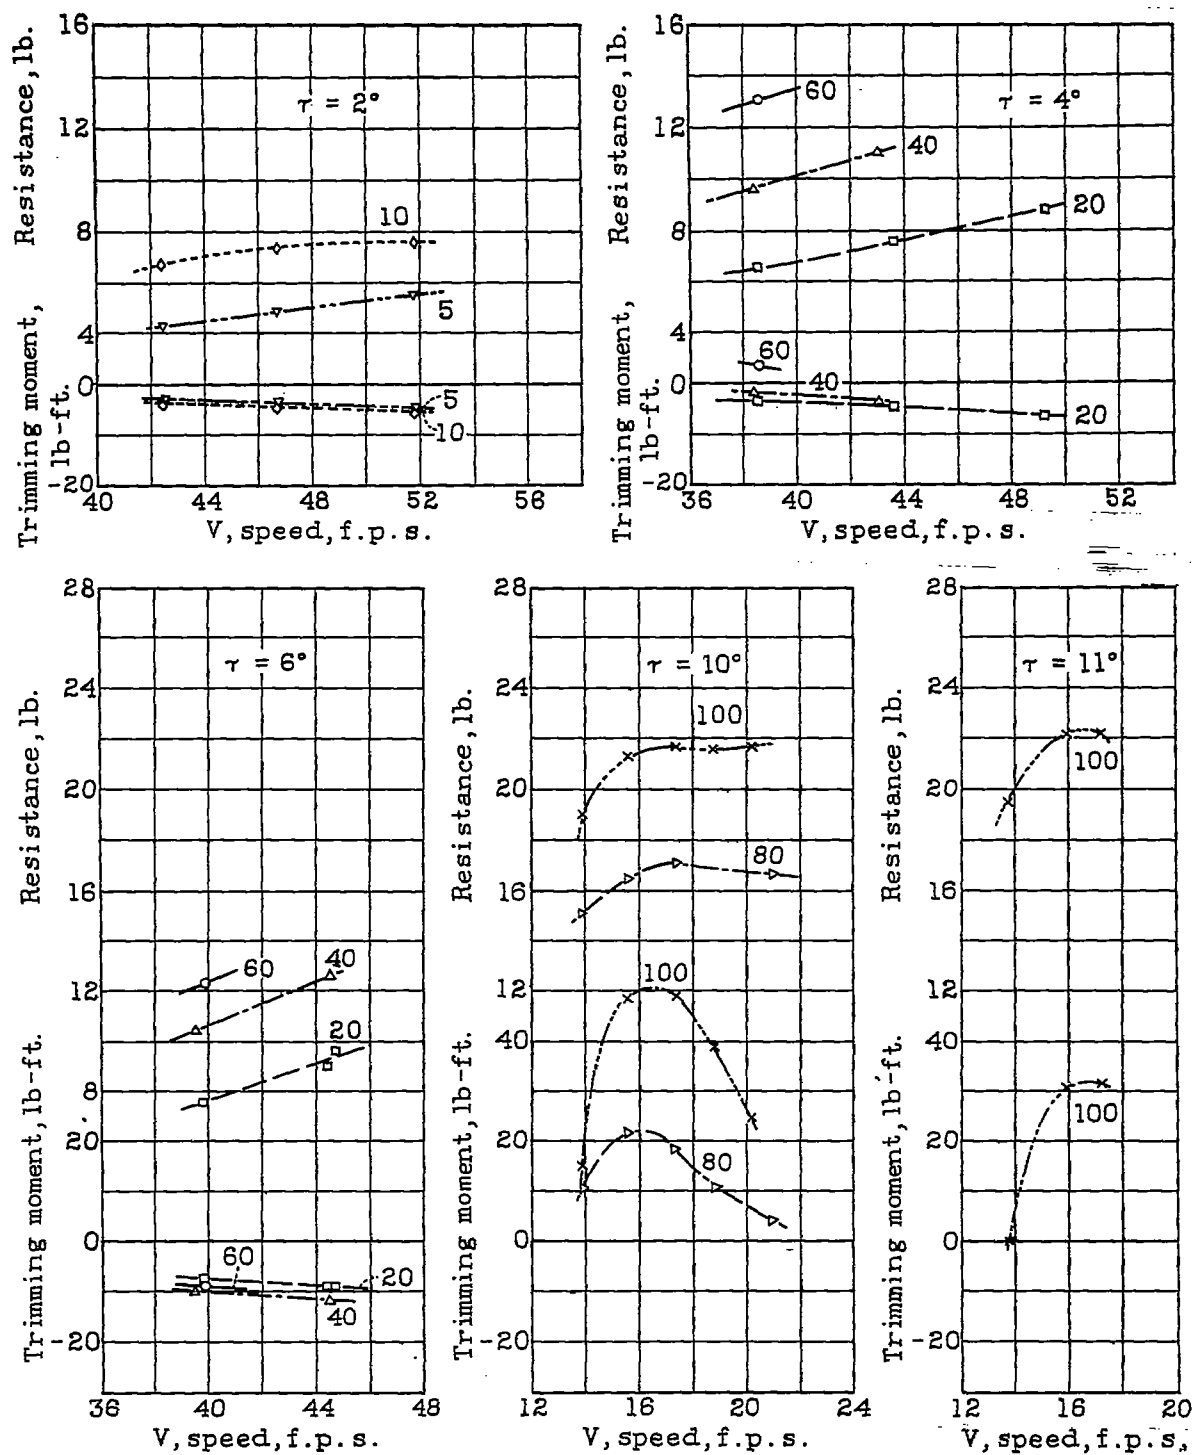 Resistance, lb.
Trimming moment, lb-ft.
16
12
8
4
0
-20
τ = 2°
10
5
5
10
40 44 48 52 56
V, speed, f.p.s.
Resistance, lb.
Trimming moment, lb-ft.
16
12
8
4
0
-20
τ = 4°
60
40
20
60
40
20
36 40 44 48 52
V, speed, f.p.s.
Resistance, lb.
Trimming moment, lb-ft.
28
24
20
16
12
8
20
0
-20
τ = 6°
60
40
20
60
20
40
36 40 44 48
V, speed, f.p.s.
Resistance, lb.
Trimming moment, lb-ft.
28
24
20
16
12
40
20
0
-20
τ = 10°
100
80
100
80
12 16 20 24
V, speed, f.p.s.
Resistance, lb.
Trimming moment, lb-ft.
28
24
20
16
12
40
20
0
-20
τ = 11°
100
100
12 16 20
V, speed, f.p.s.